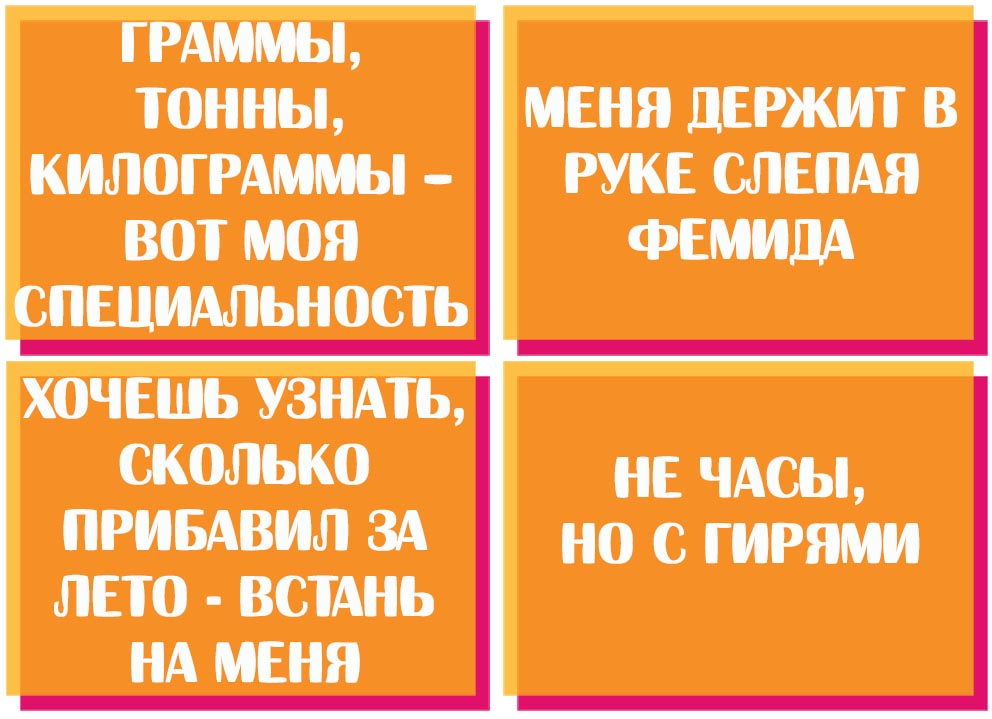 ГРАММЫ,
ТОННЫ,
КИЛОГРАММЫ –
ВОТ МОЯ
СПЕЦИАЛЬНОСТЬ
МЕНЯ ДЕРЖИТ В
РУКЕ СЛЕПАЯ
ФЕМИДА
ХОЧЕШЬ УЗНАТЬ,
СКОЛЬКО
ПРИБАВИЛ ЗА
ЛЕТО - ВСТАНЬ
НА МЕНЯ
НЕ ЧАСЫ,
НО С ГИРЯМИ